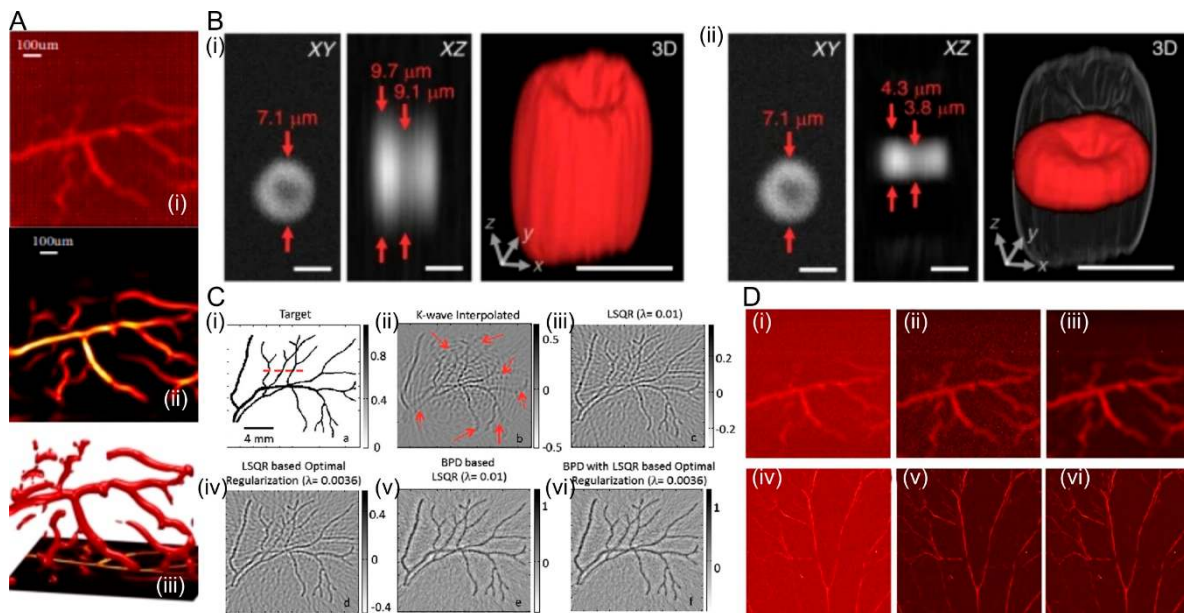 A
100um
(i)
100um
(ii)
(iii)
B
(i)
XY
7.1 µm
XZ
9.7 µm
9.1 µm
3D
z
y
x
(ii)
XY
7.1 µm
XZ
4.3 µm
3.8 µm
3D
z
y
x
C
(i)
Target
4 mm
a
0.8
0.4
0
(ii)
K-wave Interpolated
b
0.5
0
-0.5
(iii)
LSQR (λ= 0.01)
c
0.2
0
-0.2
(iv)
LSQR based Optimal
Regularization (λ= 0.0036)
d
0.4
0
-0.4
(v)
BPD based
LSQR (λ= 0.01)
e
1
0
(vi)
BPD with LSQR based Optimal
Regularization (λ= 0.0036)
f
1
0
D
(i)
(ii)
(iii)
(iv)
(v)
(vi)